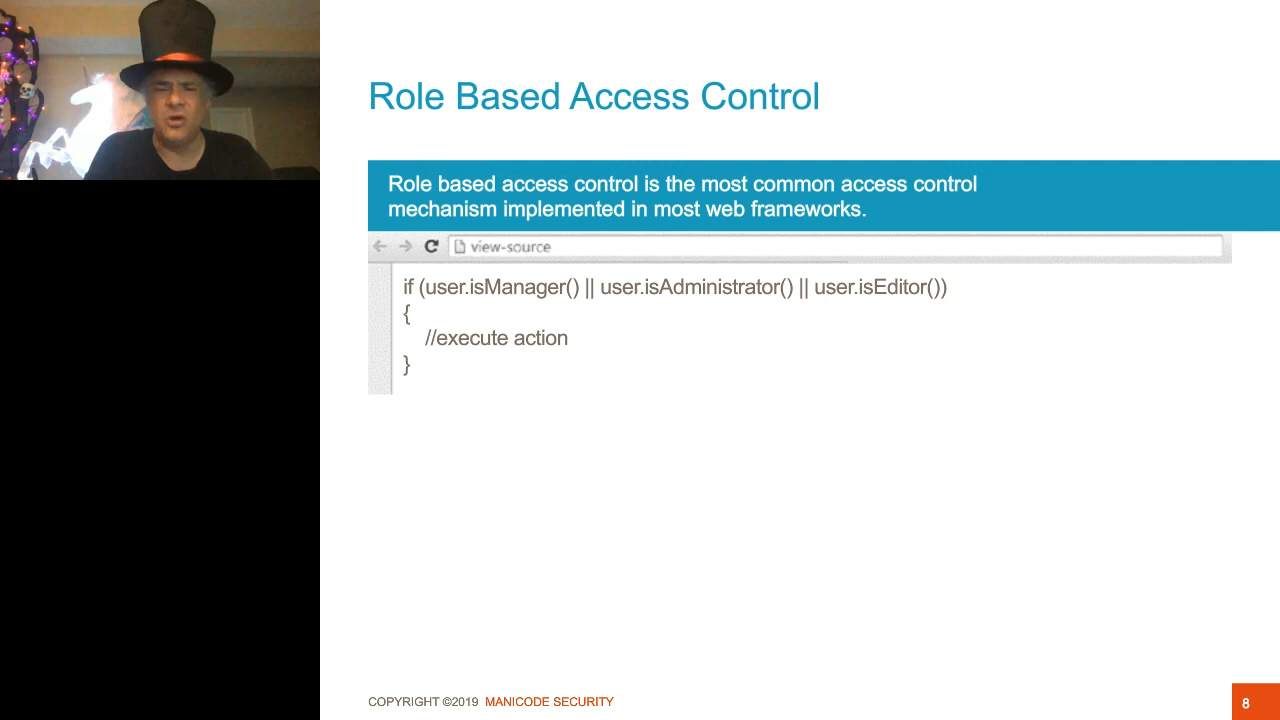 Role Based Access Control
Role based access control is the most common access control
mechanism implemented in most web frameworks.
view-source
if (user.isManager() || user.isAdministrator() || user.isEditor())
{
//execute action
}
COPYRIGHT ©2019 MANICODE SECURITY
8